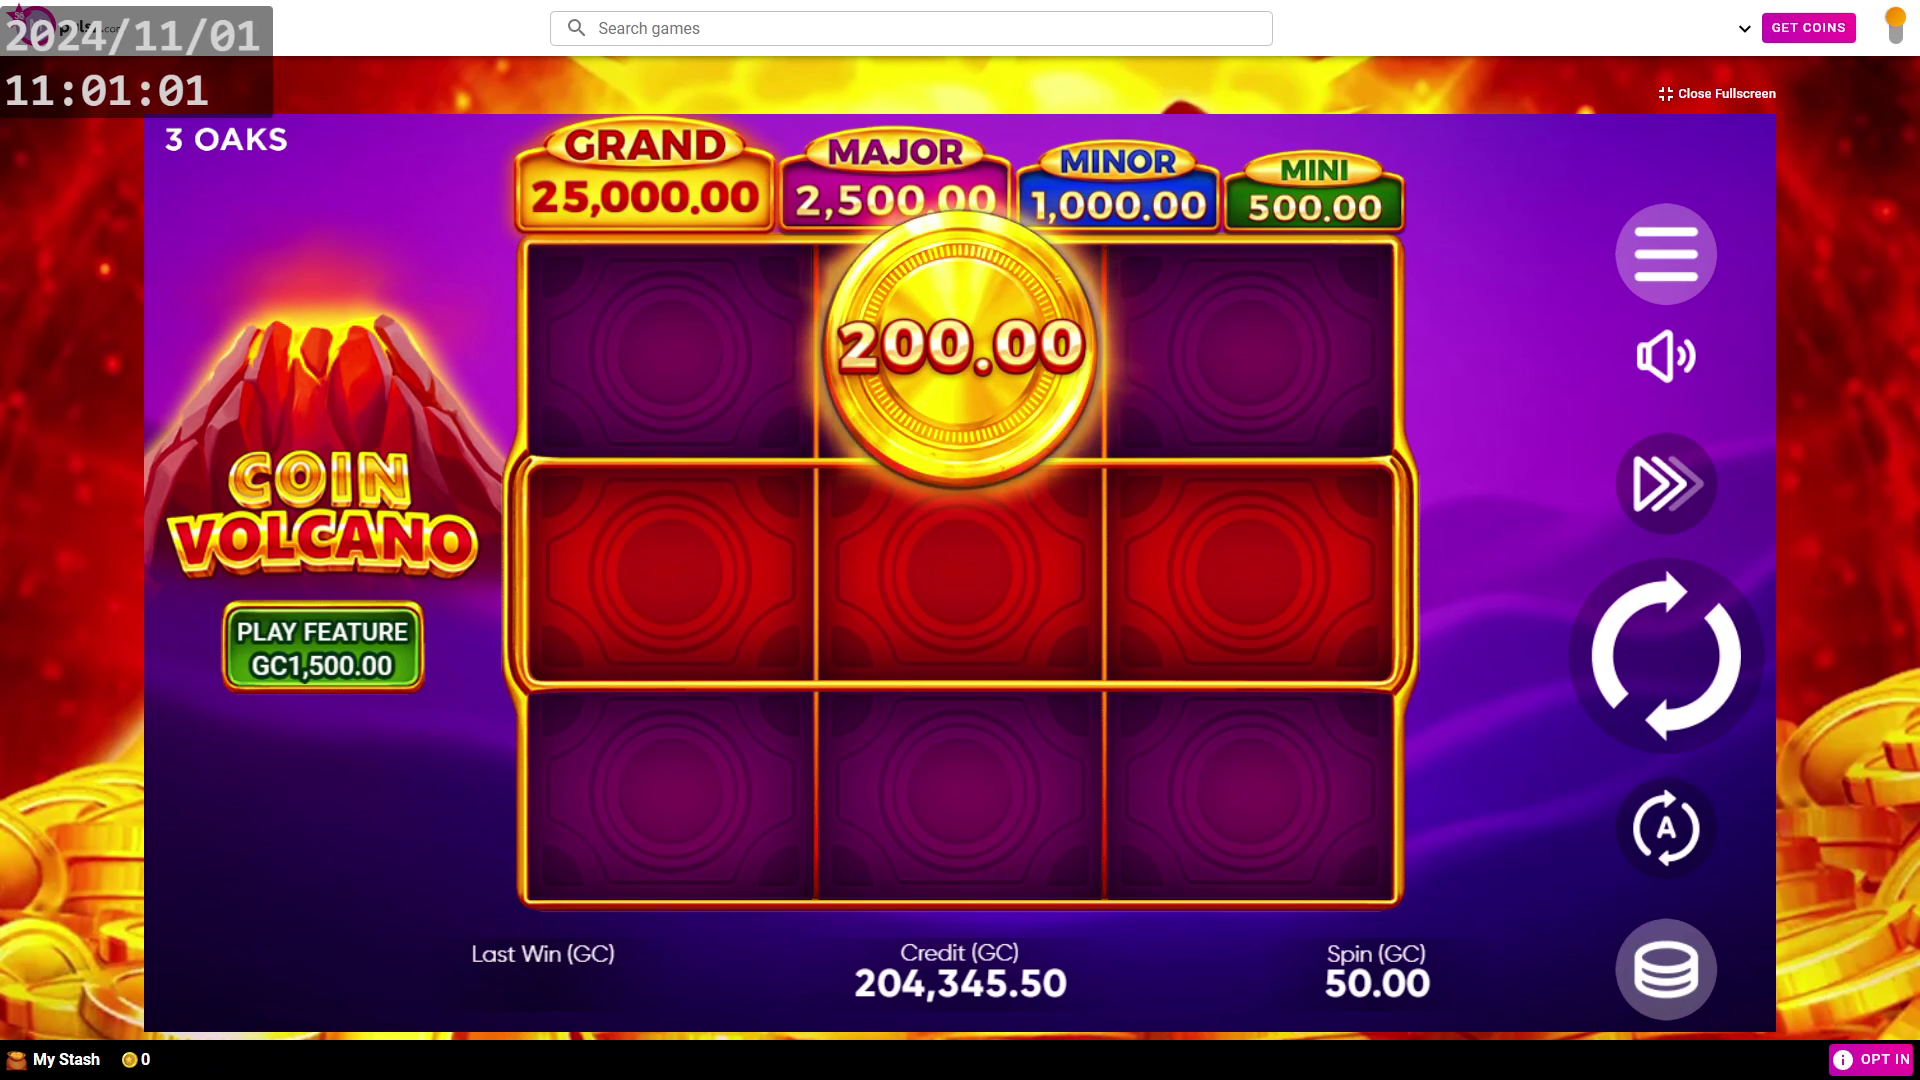 2024/11/01
11:01:01
Search games
GET COINS
Close Fullscreen
3 OAKS
GRAND
25,000.00
MAJOR
2,500.00
MINOR
1,000.00
MINI
500.00
200.00
COIN
VOLCANO
PLAY FEATURE
GC1,500.00
A
Last Win (GC)
Credit (GC)
204,345.50
Spin (GC)
50.00
My Stash
0
OPT IN